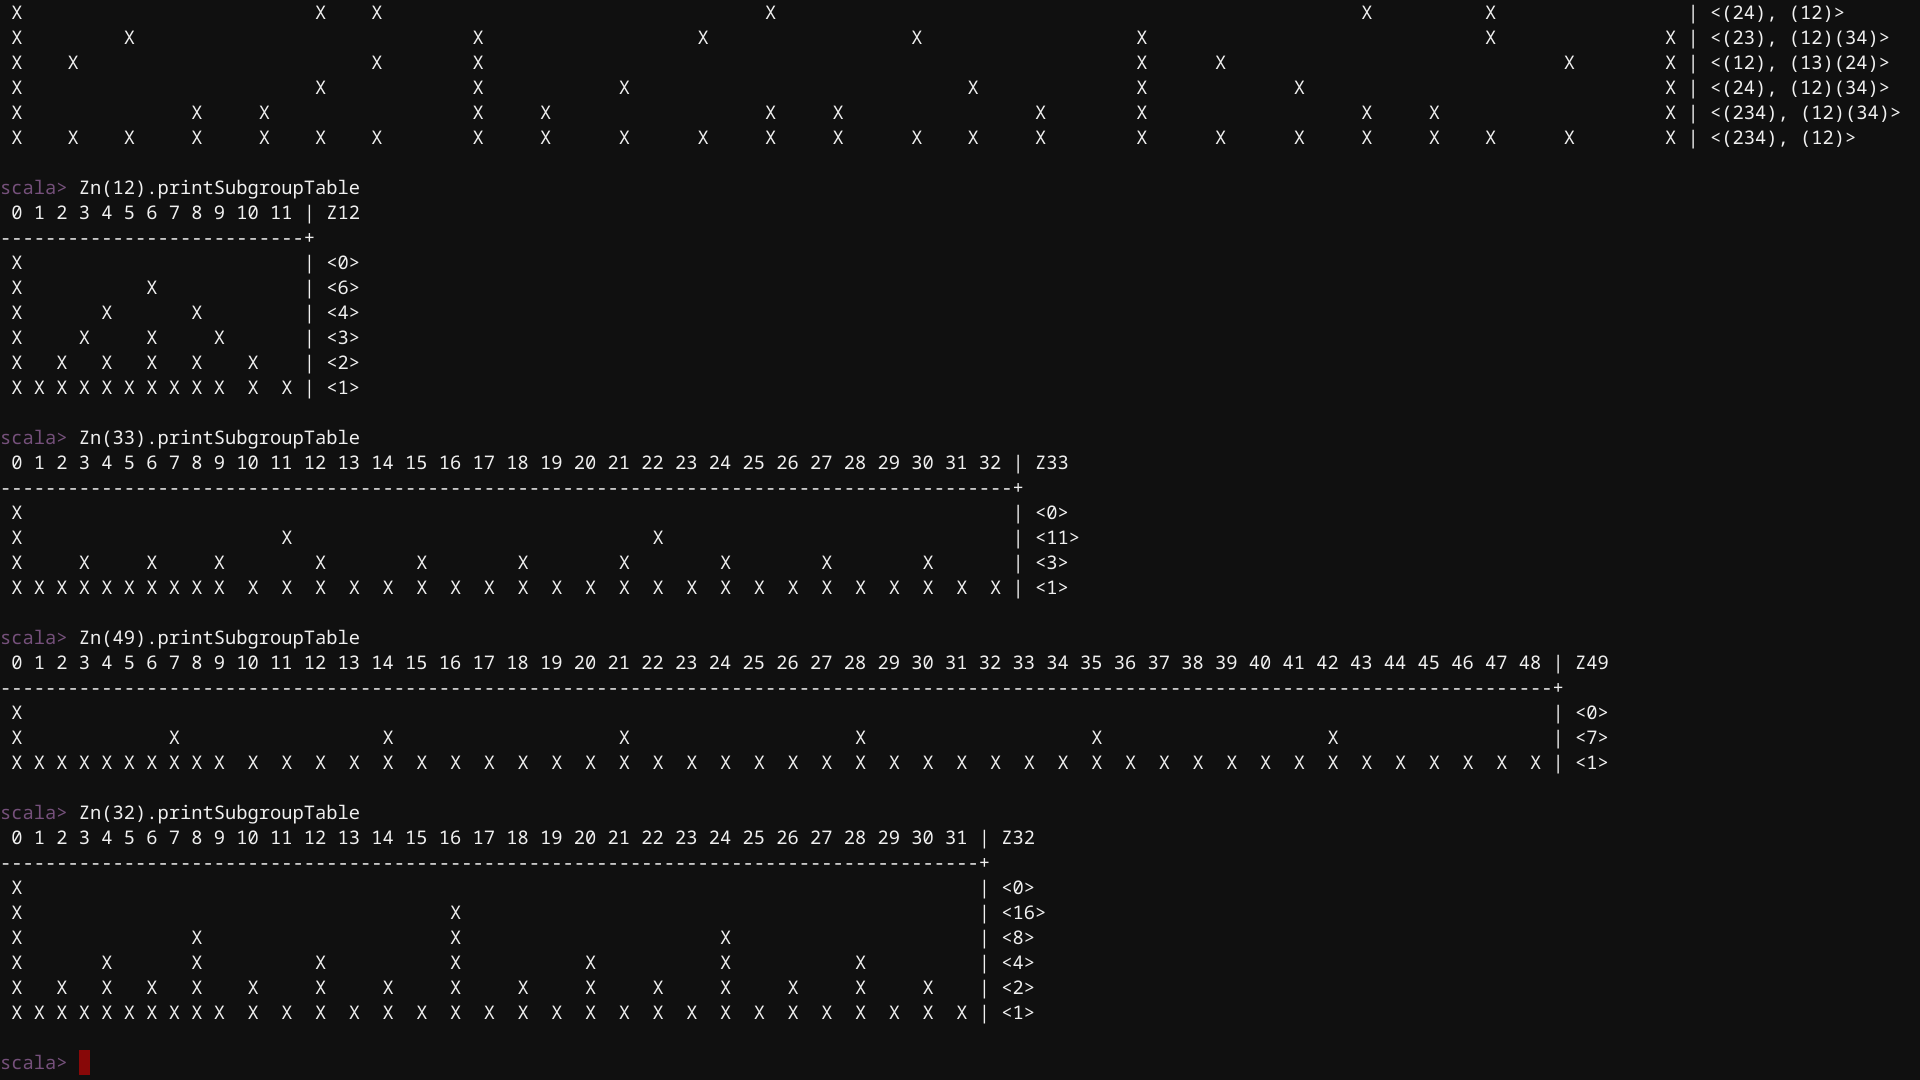 X X X X X X | <(24), (12)>
X X X X X X X X | <(23), (12)(34)>
X X X X X X X X | <(12), (13)(24)>
X X X X X X X X | <(24), (12)(34)>
X X X X X X X X X X X X | <(234), (12)(34)>
X X X X X X X X X X X X X X X X X X X X X X X X | <(234), (12)>
scala> Zn(12).printSubgroupTable
0 1 2 3 4 5 6 7 8 9 10 11 | Z12
---------------------------+
X | <0>
X X | <6>
X X X | <4>
X X X X | <3>
X X X X X X | <2>
X X X X X X X X X X X X | <1>
scala> Zn(33).printSubgroupTable
0 1 2 3 4 5 6 7 8 9 10 11 12 13 14 15 16 17 18 19 20 21 22 23 24 25 26 27 28 29 30 31 32 | Z33
------------------------------------------------------------------------------------------+
X | <0>
X X X | <11>
X X X X X X X X X X X | <3>
X X X X X X X X X X X X X X X X X X X X X X X X X X X X X X X X X | <1>
scala> Zn(49).printSubgroupTable
0 1 2 3 4 5 6 7 8 9 10 11 12 13 14 15 16 17 18 19 20 21 22 23 24 25 26 27 28 29 30 31 32 33 34 35 36 37 38 39 40 41 42 43 44 45 46 47 48 | Z49
------------------------------------------------------------------------------------------------------------------------------------------+
X | <0>
X X X X X X X | <7>
X X X X X X X X X X X X X X X X X X X X X X X X X X X X X X X X X X X X X X X X X X X X X X X X X | <1>
scala> Zn(32).printSubgroupTable
0 1 2 3 4 5 6 7 8 9 10 11 12 13 14 15 16 17 18 19 20 21 22 23 24 25 26 27 28 29 30 31 | Z32
---------------------------------------------------------------------------------------+
X | <0>
X X | <16>
X X X X | <8>
X X X X X X X X | <4>
X X X X X X X X X X X X X X X X | <2>
X X X X X X X X X X X X X X X X X X X X X X X X X X X X X X X X | <1>
scala>